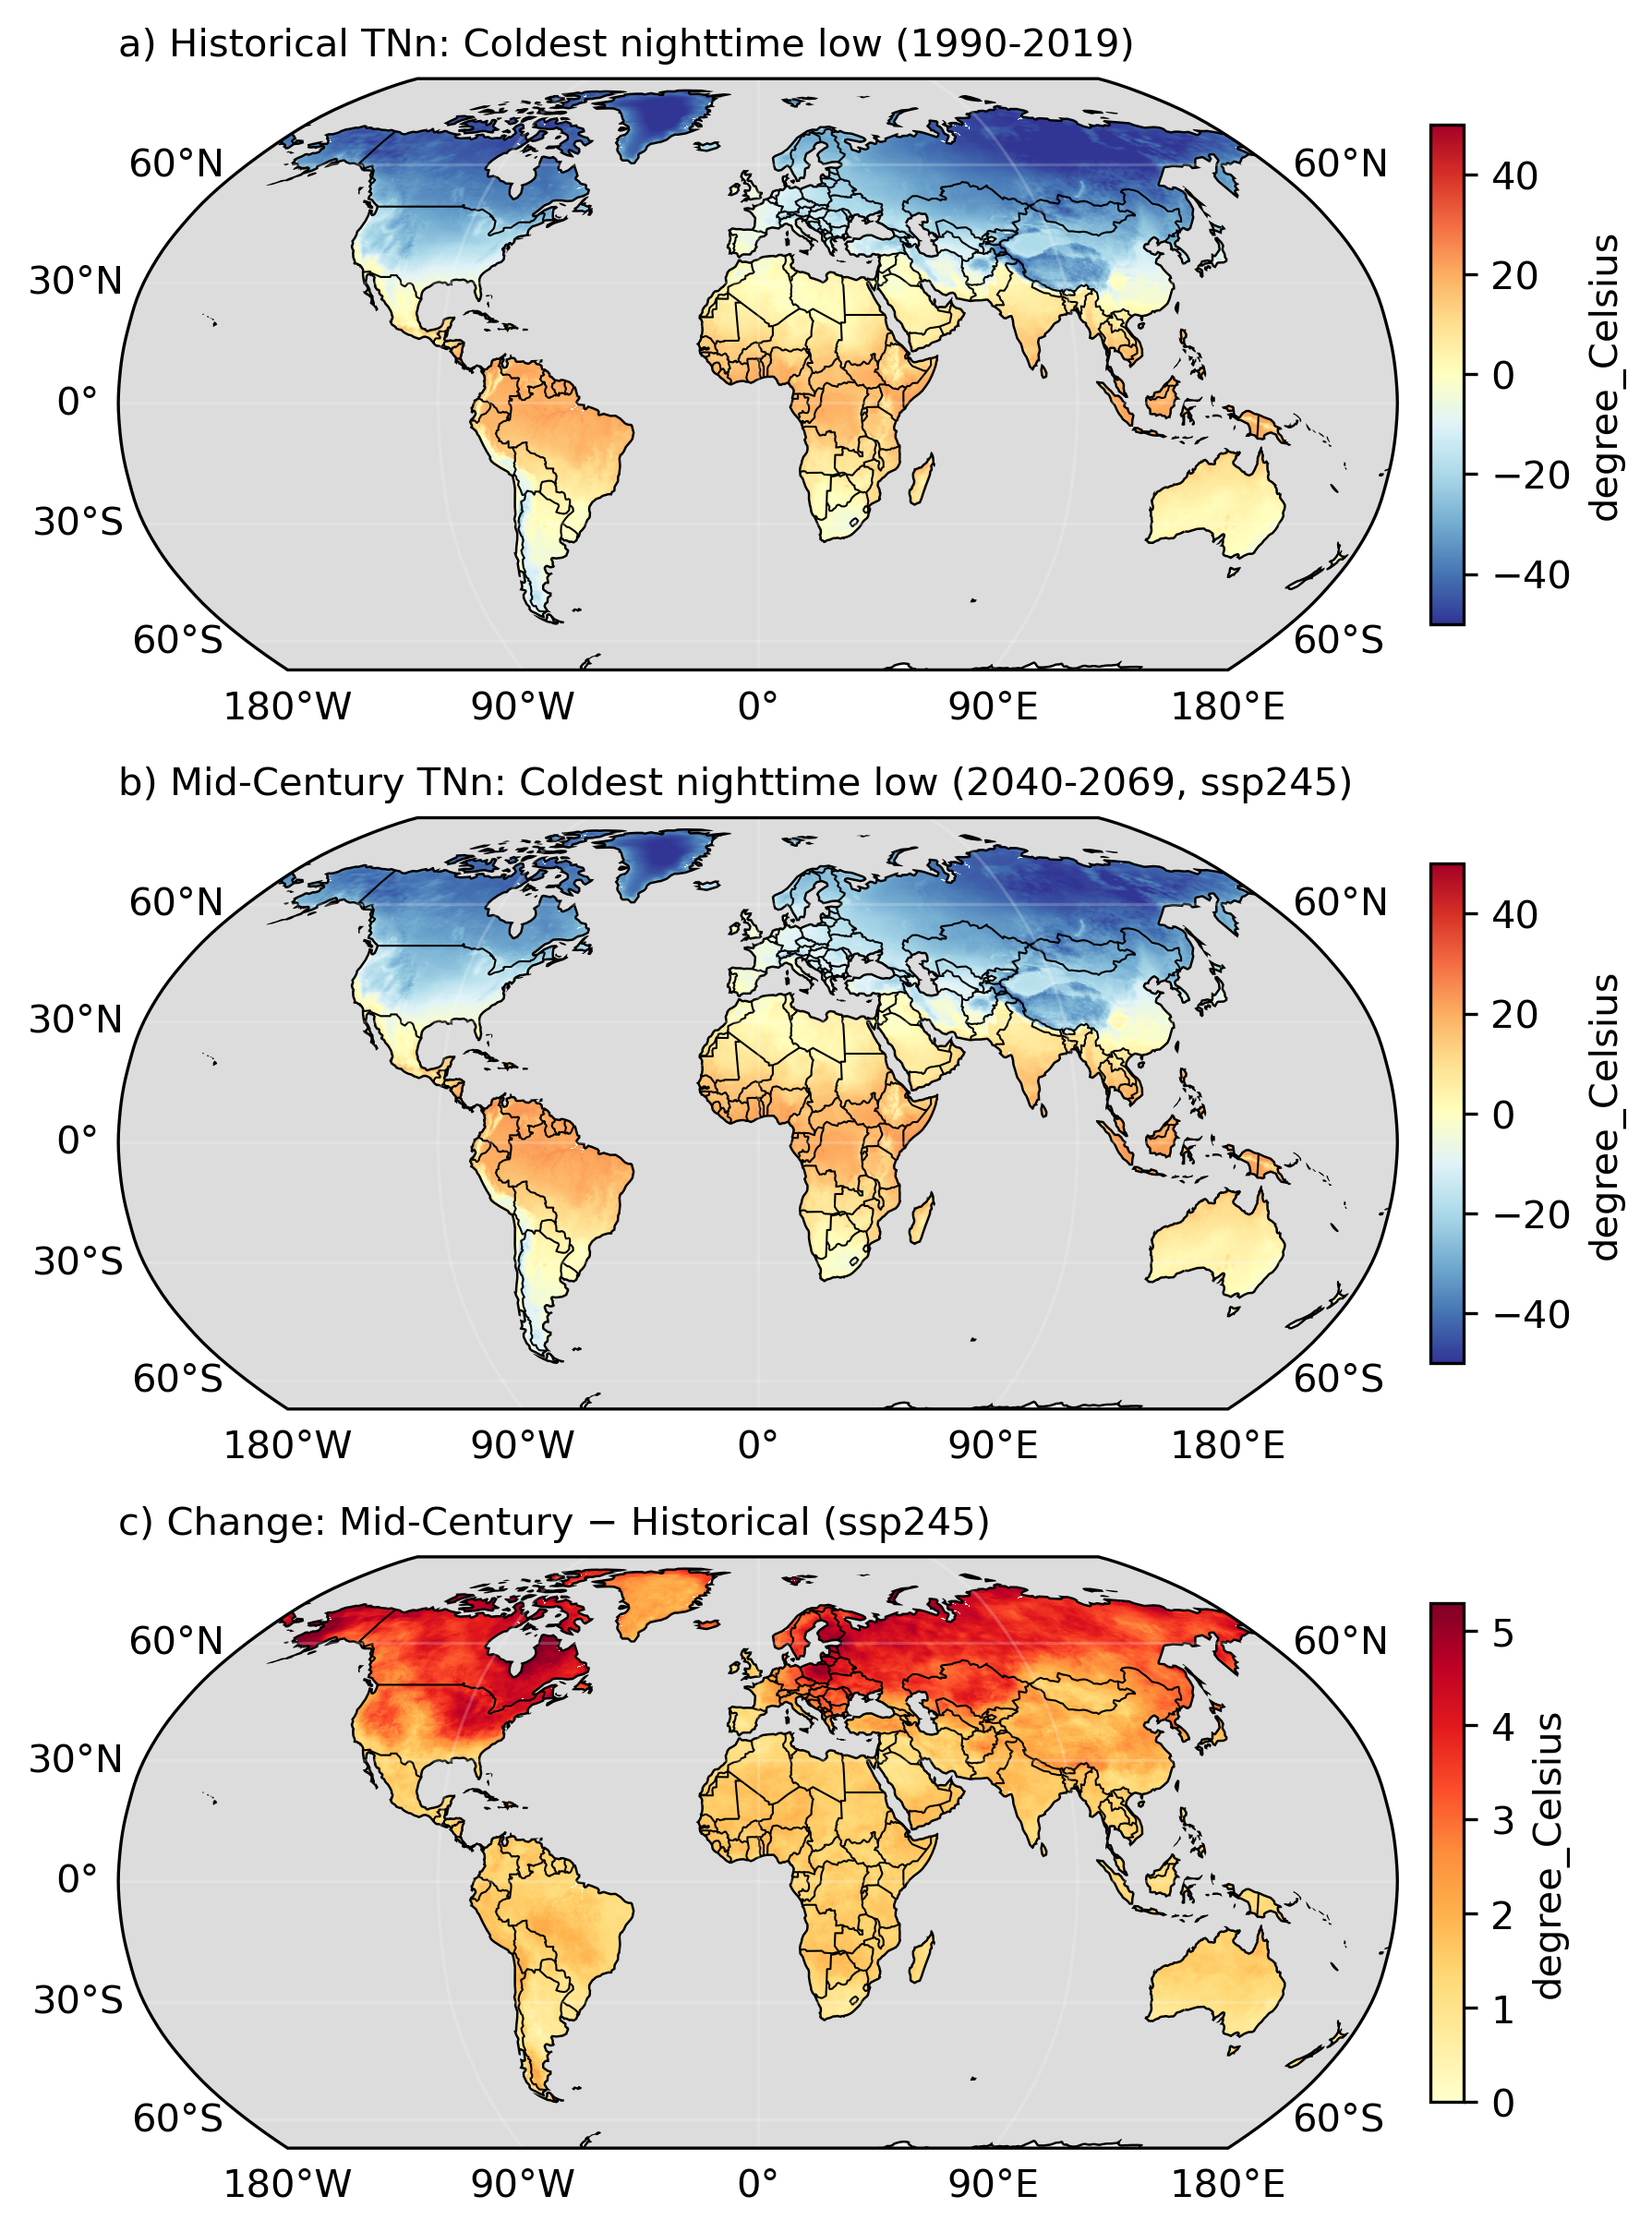 a) Historical TNn: Coldest nighttime low (1990-2019)
60°N 60°N
30°N
0°
30°S
60°S 60°S
180°W 90°W 0° 90°E 180°E
40
20
0
−20
−40
degree_Celsius
b) Mid-Century TNn: Coldest nighttime low (2040-2069, ssp245)
60°N 60°N
30°N
0°
30°S
60°S 60°S
180°W 90°W 0° 90°E 180°E
40
20
0
−20
−40
degree_Celsius
c) Change: Mid-Century − Historical (ssp245)
60°N 60°N
30°N
0°
30°S
60°S 60°S
180°W 90°W 0° 90°E 180°E
5
4
3
2
1
0
degree_Celsius